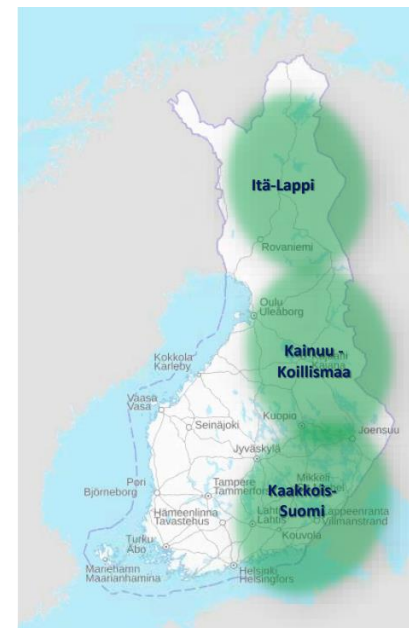 Itä-Lappi
Rovaniemi
Oulu
Uleåborg
Kainuu -
Koillismaa
Kokkola
Karleby
Vaasa
Vasa
Seinäjoki
Kuopio
Joensuu
Jyväskylä
Mikkeli
Pori
Björneborg
Tampere
Tammerfors
Kaakkois-
Suomi
Hämeenlinna
Tavastehus
Lahti
Lahtis
Lappeenranta
Villmanstrand
Kouvola
Turku
Åbo
Helsinki
Helsingfors
Mariehamn
Maarianhamina